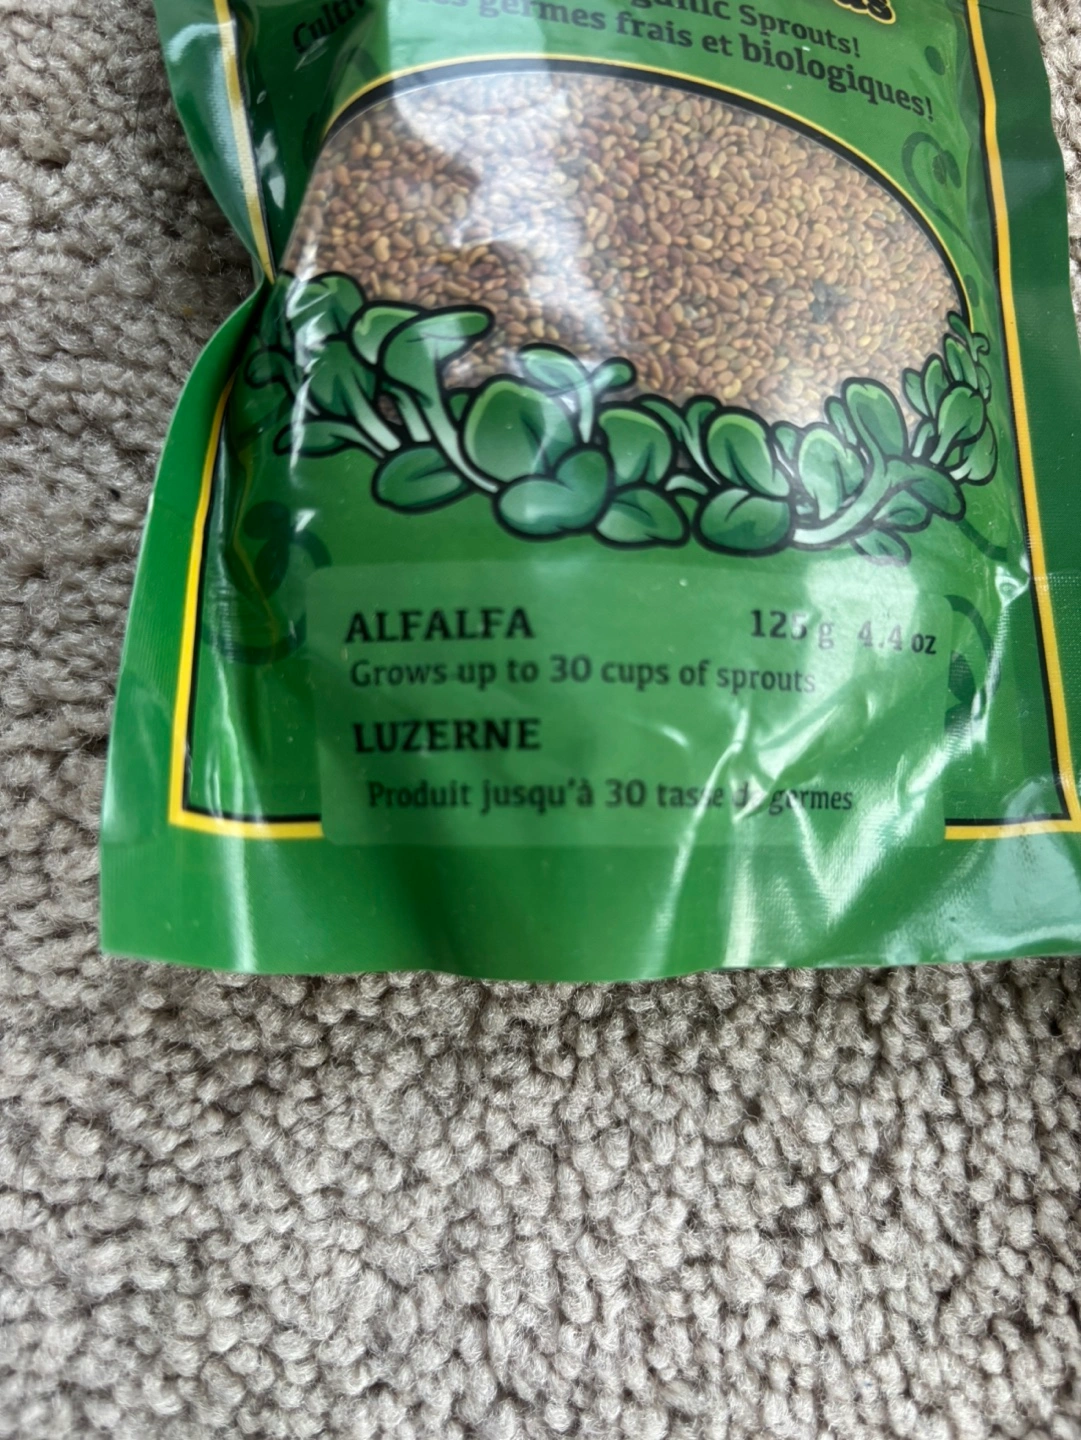 Sprouts!
germes frais et biologiques!
ALFALFA 125 g 4.4 oz
Grows up to 30 cups of sprouts
LUZERNE
Produit jusqu'à 30 tasse de germes